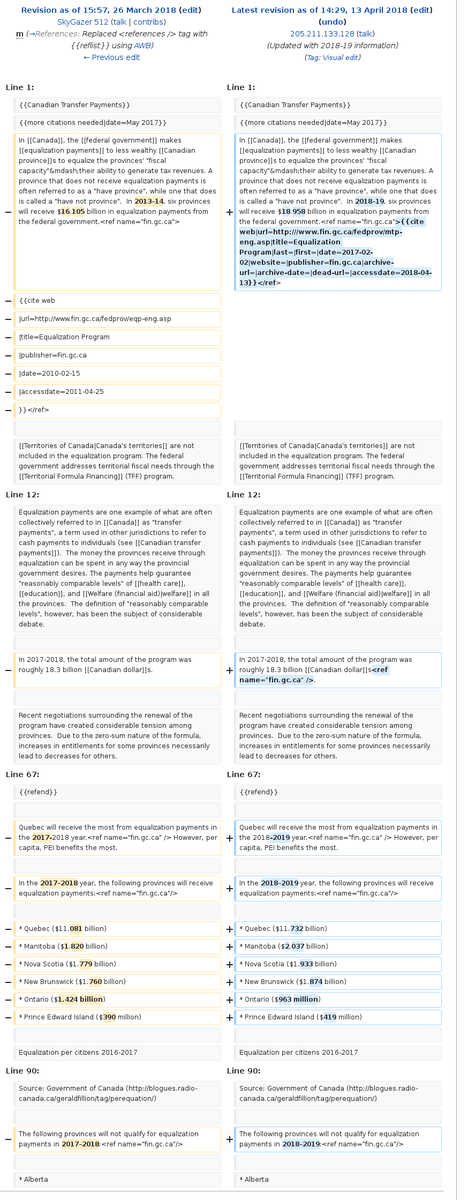 Revision as of 15:57, 26 March 2018 (edit)
SkyGazer 512 (talk | contribs)
m (→References: Replaced <references /> tag with
{{reflist}} using AWB)
← Previous edit
Latest revision as of 14:29, 13 April 2018 (edit)
(undo)
205.211.133.128 (talk)
(Updated with 2018-19 information)
(Tag: Visual edit)
Line 1:
Line 1:
{{Canadian Transfer Payments}}
{{Canadian Transfer Payments}}
{{more citations needed|date=May 2017}}
{{more citations needed|date=May 2017}}
In [[Canada]], the [[federal government]] makes
[[equalization payments]] to less wealthy [[Canadian
province]]s to equalize the provinces' "fiscal
capacity"&mdash;their ability to generate tax revenues. A
province that does not receive equalization payments is
often referred to as a "have province", while one that does
is called a "have not province".  In 2013-14, six provinces
will receive $16.105 billion in equalization payments from
the federal government.<ref name="fin.gc.ca">
In [[Canada]], the [[federal government]] makes
[[equalization payments]] to less wealthy [[Canadian
province]]s to equalize the provinces' "fiscal
capacity"&mdash;their ability to generate tax revenues. A
province that does not receive equalization payments is
often referred to as a "have province", while one that does
is called a "have not province".  In 2018-19, six provinces
will receive $18.958 billion in equalization payments from
the federal government.<ref name="fin.gc.ca">{{cite
web|url=http://www.fin.gc.ca/fedprov/mtp-
eng.asp|title=Equalization
Program|last=|first=|date=2017-02-
02|website=|publisher=fin.gc.ca|archive-
url=|archive-date=|dead-url=|accessdate=2018-04-
13}}</ref>
{{cite web
|url=http://www.fin.gc.ca/fedprov/eqp-eng.asp
|title=Equalization Program
|publisher=Fin.gc.ca
|date=2010-02-15
|accessdate=2011-04-25
}}</ref>
[[Territories of Canada|Canada's territories]] are not
included in the equalization program. The federal
government addresses territorial fiscal needs through the
[[Territorial Formula Financing]] (TFF) program.
[[Territories of Canada|Canada's territories]] are not
included in the equalization program. The federal
government addresses territorial fiscal needs through the
[[Territorial Formula Financing]] (TFF) program.
Line 12:
Line 12:
Equalization payments are one example of what are often
collectively referred to in [[Canada]] as "transfer
payments", a term used in other jurisdictions to refer to
cash payments to individuals (see [[Canadian transfer
payments]]).  The money the provinces receive through
equalization can be spent in any way the provincial
government desires. The payments help guarantee
"reasonably comparable levels" of [[health care]],
[[education]], and [[Welfare (financial aid)|welfare]] in all
the provinces.  The definition of "reasonably comparable
levels", however, has been the subject of considerable
debate.
Equalization payments are one example of what are often
collectively referred to in [[Canada]] as "transfer
payments", a term used in other jurisdictions to refer to
cash payments to individuals (see [[Canadian transfer
payments]]).  The money the provinces receive through
equalization can be spent in any way the provincial
government desires. The payments help guarantee
"reasonably comparable levels" of [[health care]],
[[education]], and [[Welfare (financial aid)|welfare]] in all
the provinces.  The definition of "reasonably comparable
levels", however, has been the subject of considerable
debate.
In 2017-2018, the total amount of the program was
roughly 18.3 billion [[Canadian dollar]]s.
In 2017-2018, the total amount of the program was
roughly 18.3 billion [[Canadian dollar]]s<ref
name="fin.gc.ca" />.
Recent negotiations surrounding the renewal of the
program have created considerable tension among
provinces.  Due to the zero-sum nature of the formula,
increases in entitlements for some provinces necessarily
lead to decreases for others.
Recent negotiations surrounding the renewal of the
program have created considerable tension among
provinces.  Due to the zero-sum nature of the formula,
increases in entitlements for some provinces necessarily
lead to decreases for others.
Line 67:
Line 67:
{{refend}}
{{refend}}
Quebec will receive the most from equalization payments in
the 2017-2018 year.<ref name="fin.gc.ca" /> However, per
capita, PEI benefits the most.
Quebec will receive the most from equalization payments in
the 2018-2019 year.<ref name="fin.gc.ca" /> However, per
capita, PEI benefits the most.
In the 2017-2018 year, the following provinces will receive
equalization payments:<ref name="fin.gc.ca"/>
In the 2018-2019 year, the following provinces will receive
equalization payments:<ref name="fin.gc.ca"/>
* Quebec ($11.081 billion)
* Quebec ($11.732 billion)
* Manitoba ($1.820 billion)
* Manitoba ($2.037 billion)
* Nova Scotia ($1.779 billion)
* Nova Scotia ($1.933 billion)
* New Brunswick ($1.760 billion)
* New Brunswick ($1.874 billion)
* Ontario ($1.424 billion)
* Ontario ($963 million)
* Prince Edward Island ($390 million)
* Prince Edward Island ($419 million)
Equalization per citizens 2016-2017
Equalization per citizens 2016-2017
Line 90:
Line 90:
Source: Government of Canada (http://blogues.radio-
canada.ca/geraldfillion/tag/perequation/)
Source: Government of Canada (http://blogues.radio-
canada.ca/geraldfillion/tag/perequation/)
The following provinces will not qualify for equalization
payments in 2017-2018:<ref name="fin.gc.ca"/>
The following provinces will not qualify for equalization
payments in 2018-2019:<ref name="fin.gc.ca"/>
* Alberta
* Alberta